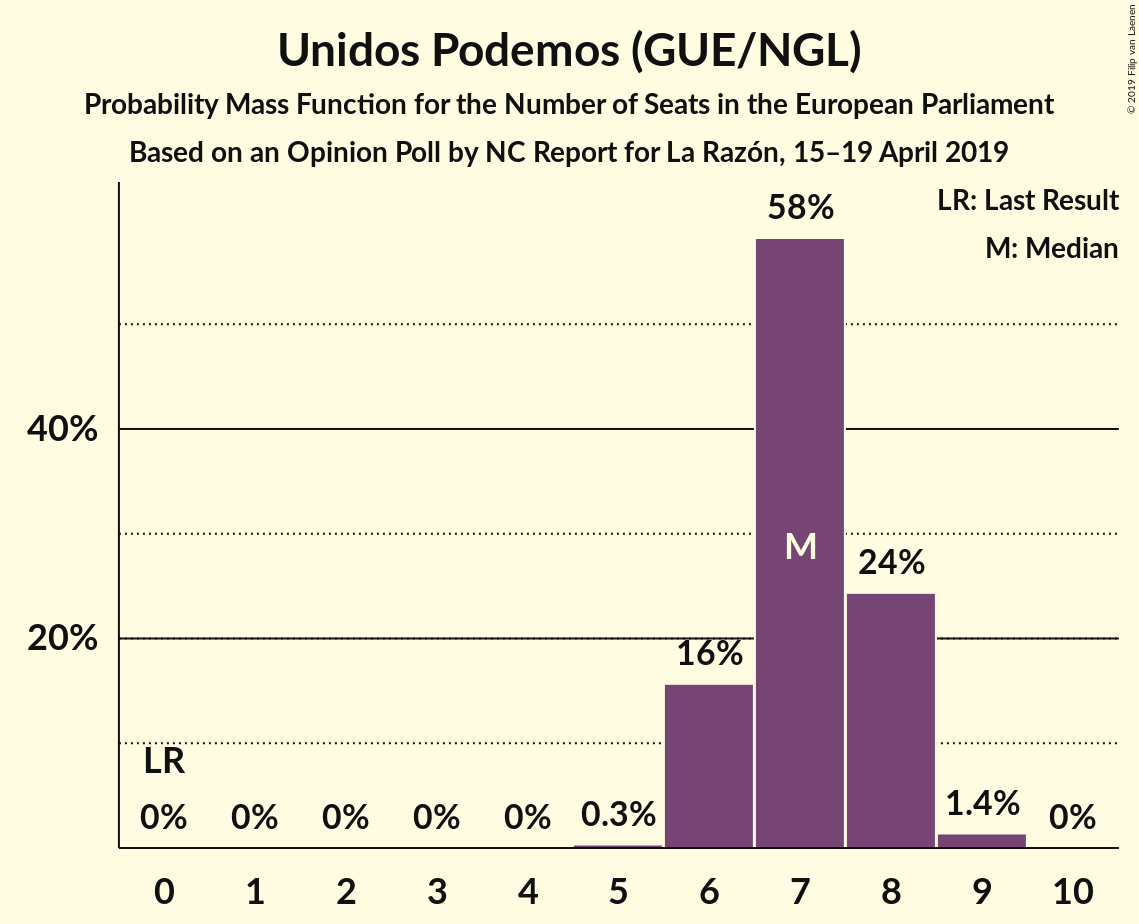 Unidos Podemos (GUE/NGL)
Probability Mass Function for the Number of Seats in the European Parliament
Based on an Opinion Poll by NC Report for La Razón, 15–19 April 2019
© 2019 Filip van Laenen
LR: Last Result
M: Median
58%
40%
M
24%
20%
16%
LR
0% 0% 0% 0% 0% 0.3% 1.4% 0%
0 1 2 3 4 5 6 7 8 9 10